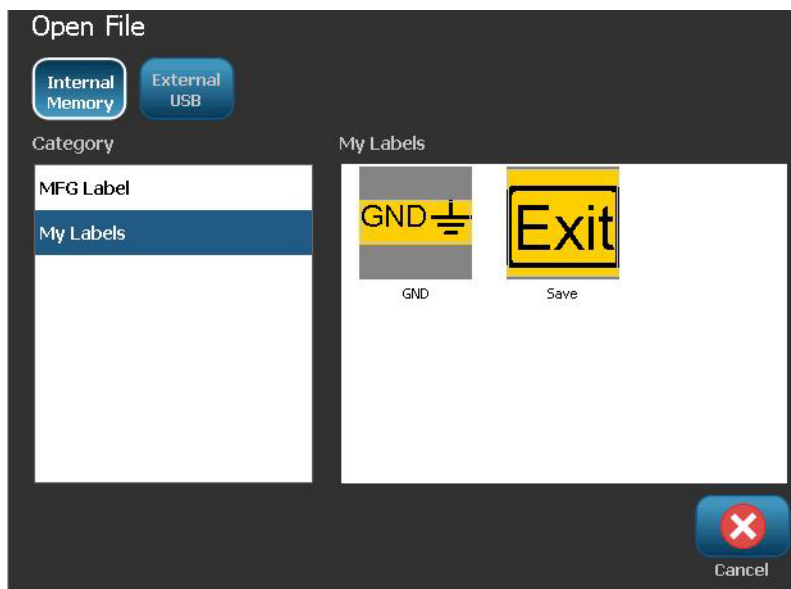 Open File
Internal
Memory
External
USB
Category
My Labels
MFG Label
My Labels
GND
Exit
GND
Save
Cancel